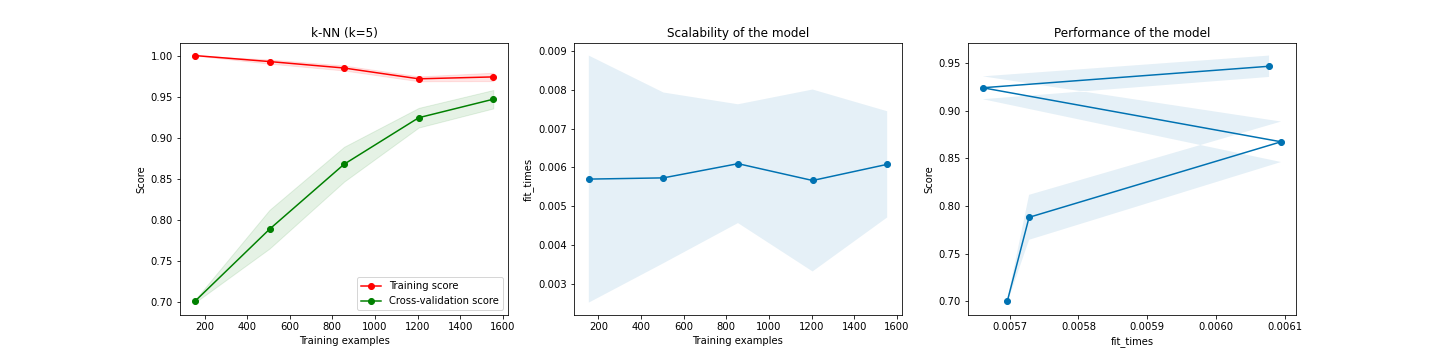 k-NN (k=5)
Score
1.00
0.95
0.90
0.85
0.80
0.75
0.70
200 400 600 800 1000 1200 1400 1600
Training examples
Training score
Cross-validation score
Scalability of the model
fit_times
0.009
0.008
0.007
0.006
0.005
0.004
0.003
200 400 600 800 1000 1200 1400 1600
Training examples
Performance of the model
Score
0.95
0.90
0.85
0.80
0.75
0.70
0.0057 0.0058 0.0059 0.0060 0.0061
fit_times